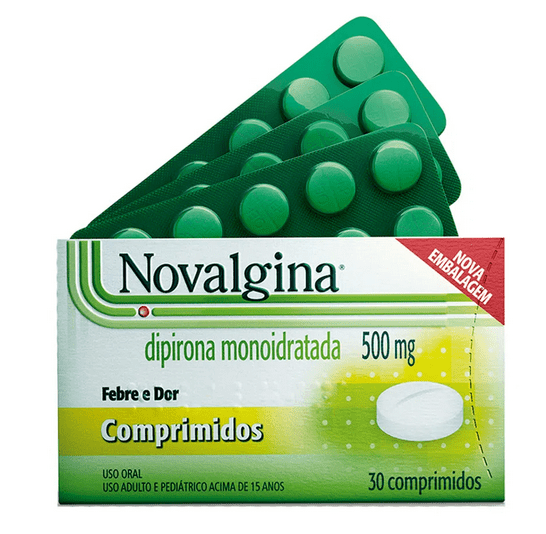 NOVA
EMBALAGEM
Novalgina®
dipirona monoidratada 500 mg
Febre e Dor
Comprimidos
USO ORAL
USO ADULTO E PEDIÁTRICO ACIMA DE 15 ANOS
30 comprimidos